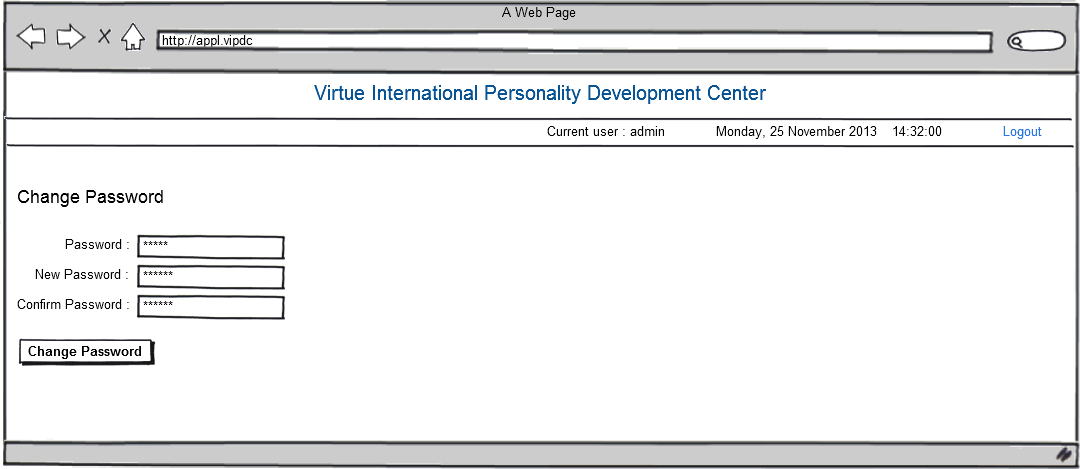 A Web Page
http://appl.vipdc
Virtue International Personality Development Center
Current user : admin Monday, 25 November 2013 14:32:00 Logout
Change Password
Password : *****
New Password : ******
Confirm Password : ******
Change Password